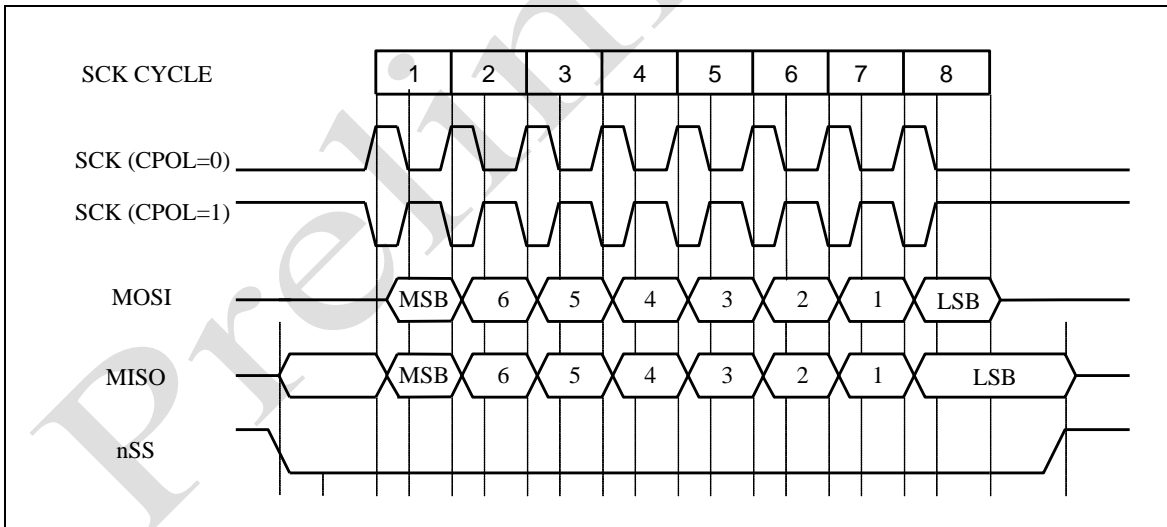 SCK CYCLE 1 2 3 4 5 6 7 8
SCK (CPOL=0)
SCK (CPOL=1)
MOSI MSB 6 5 4 3 2 1 LSB
MISO MSB 6 5 4 3 2 1 LSB
nSS
Prelim